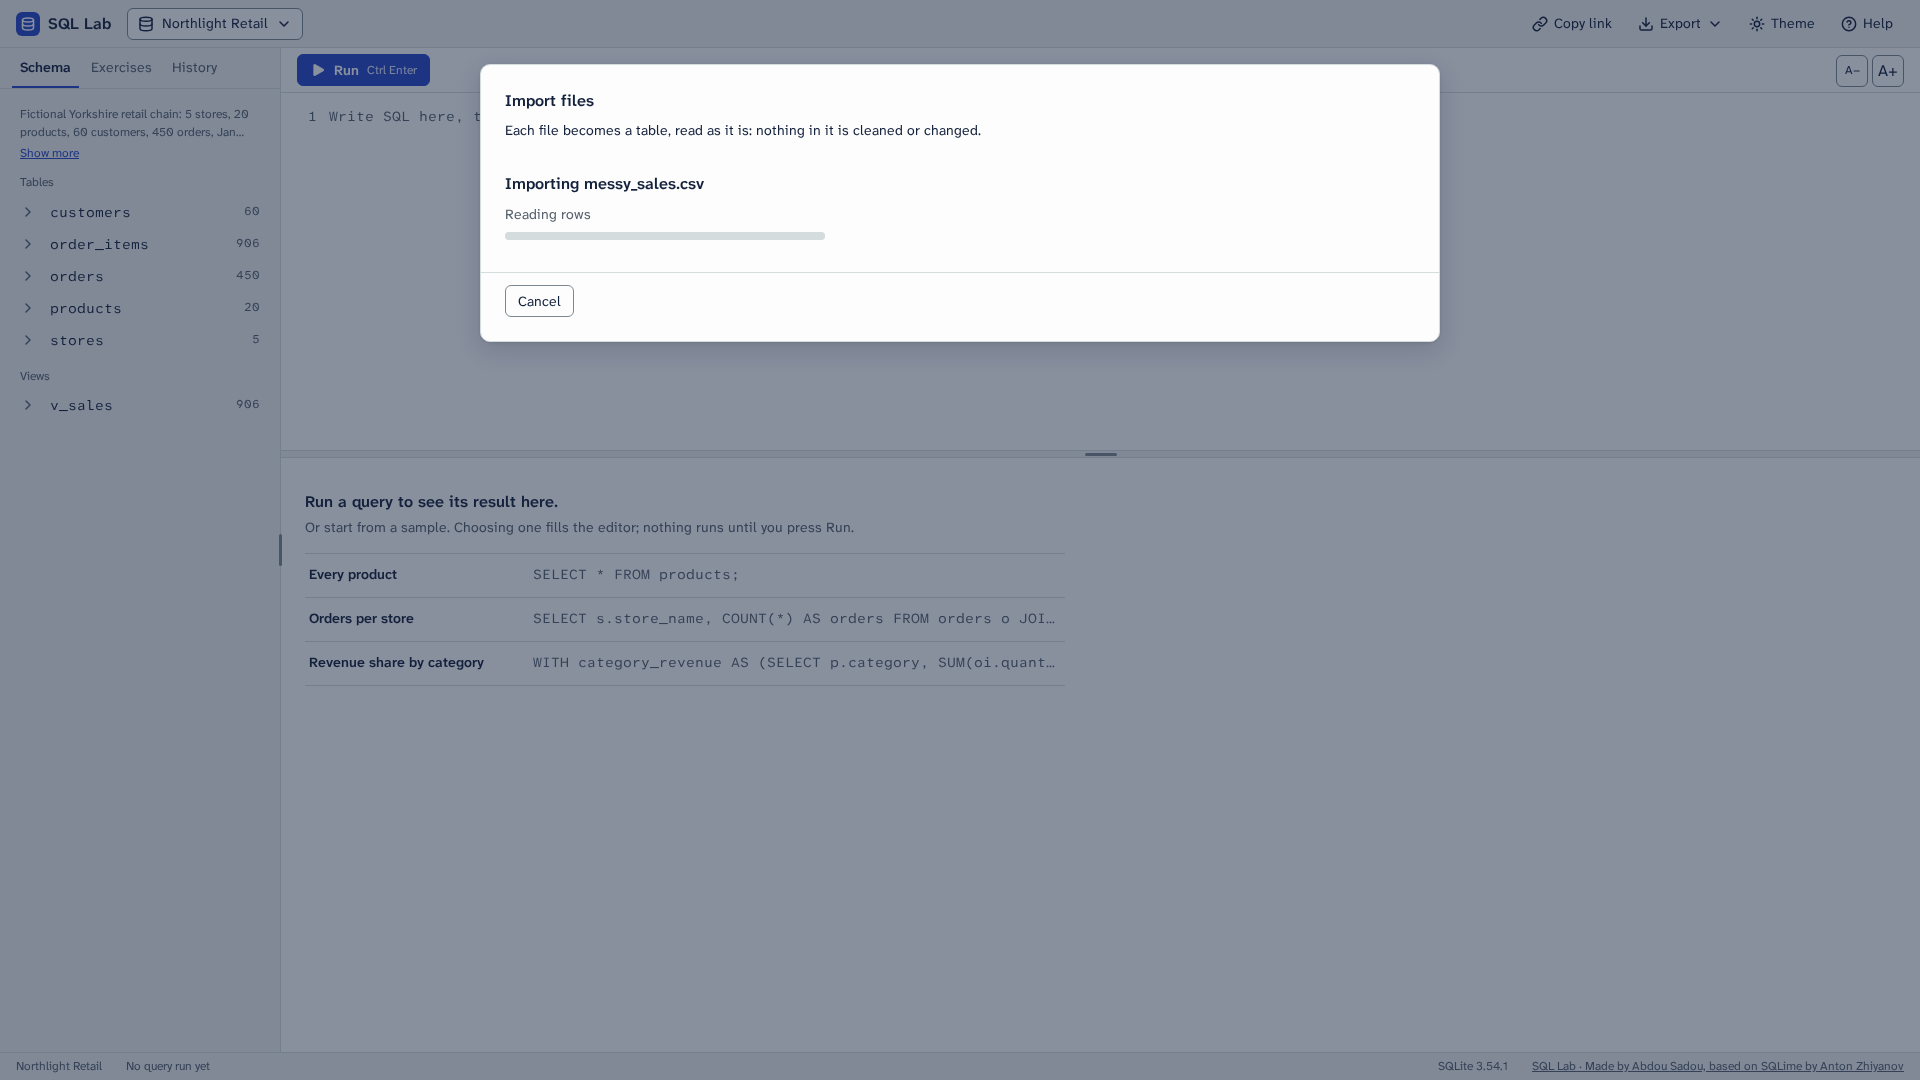 SQL Lab
Northlight Retail
Copy link
Export
Theme
Help
Schema
Exercises
History
Run Ctrl Enter
A−
A+
Fictional Yorkshire retail chain: 5 stores, 20
products, 60 customers, 450 orders, Jan…
Show more
Tables
customers 60
order_items 906
orders 450
products 20
stores 5
Views
v_sales 906
1 Write SQL here, t
Import files
Each file becomes a table, read as it is: nothing in it is cleaned or changed.
Importing messy_sales.csv
Reading rows
Cancel
Run a query to see its result here.
Or start from a sample. Choosing one fills the editor; nothing runs until you press Run.
Every product SELECT * FROM products;
Orders per store SELECT s.store_name, COUNT(*) AS orders FROM orders o JOI…
Revenue share by category WITH category_revenue AS (SELECT p.category, SUM(oi.quant…
Northlight Retail
No query run yet
SQLite 3.54.1
SQL Lab · Made by Abdou Sadou, based on SQLime by Anton Zhiyanov